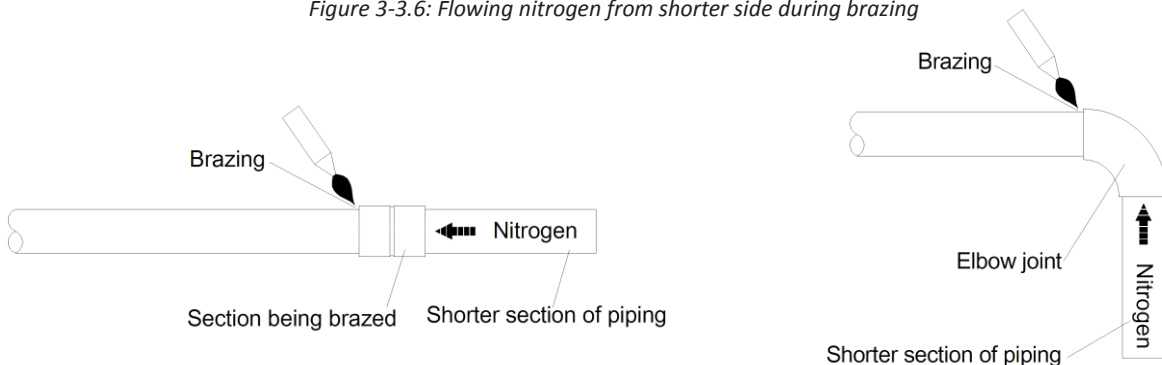 Figure 3-3.6: Flowing nitrogen from shorter side during brazing
Brazing
Nitrogen
Section being brazed
Shorter section of piping
Brazing
Elbow joint
Nitrogen
Shorter section of piping